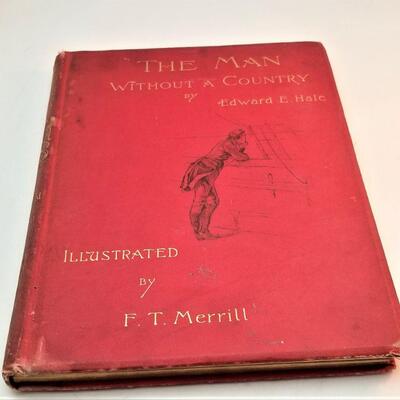 "THE MAN
WITHOUT A COUNTRY
BY Edward E. Hale
ILLUSTRATED
BY
F. T. Merrill